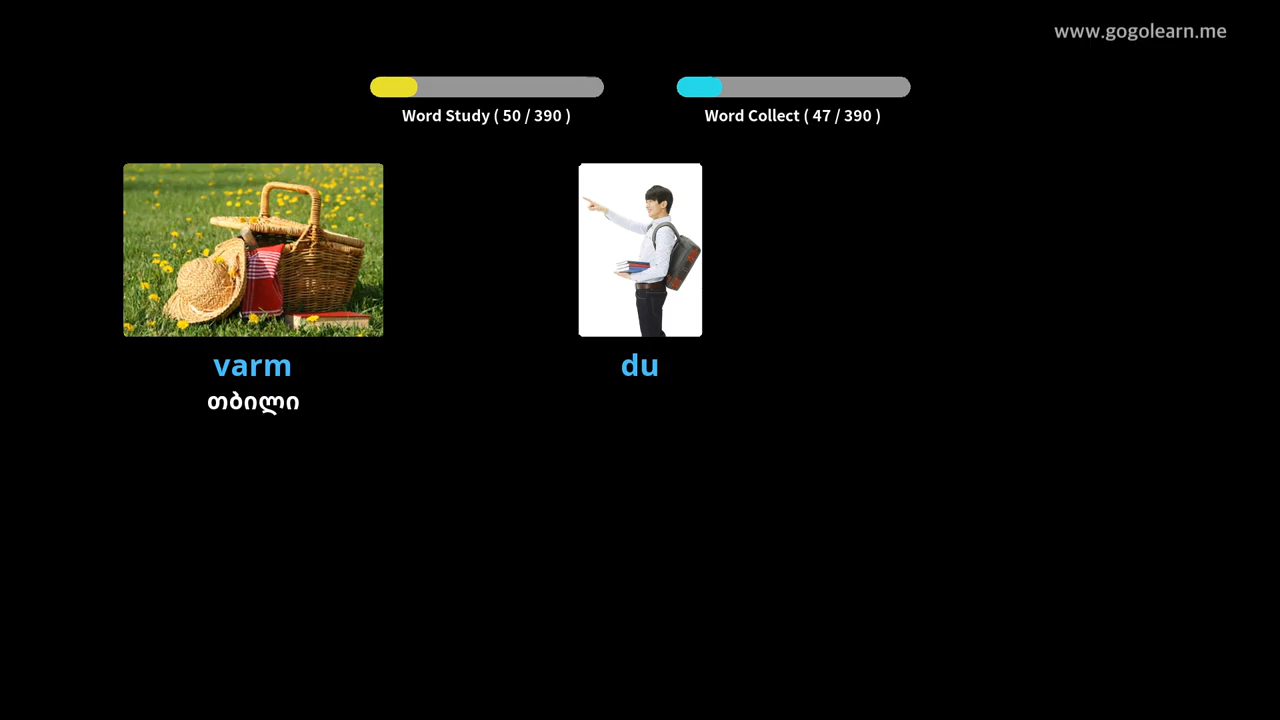 www.gogolearn.me
Word Study ( 50 / 390 )
Word Collect ( 47 / 390 )
varm
თბილი
du